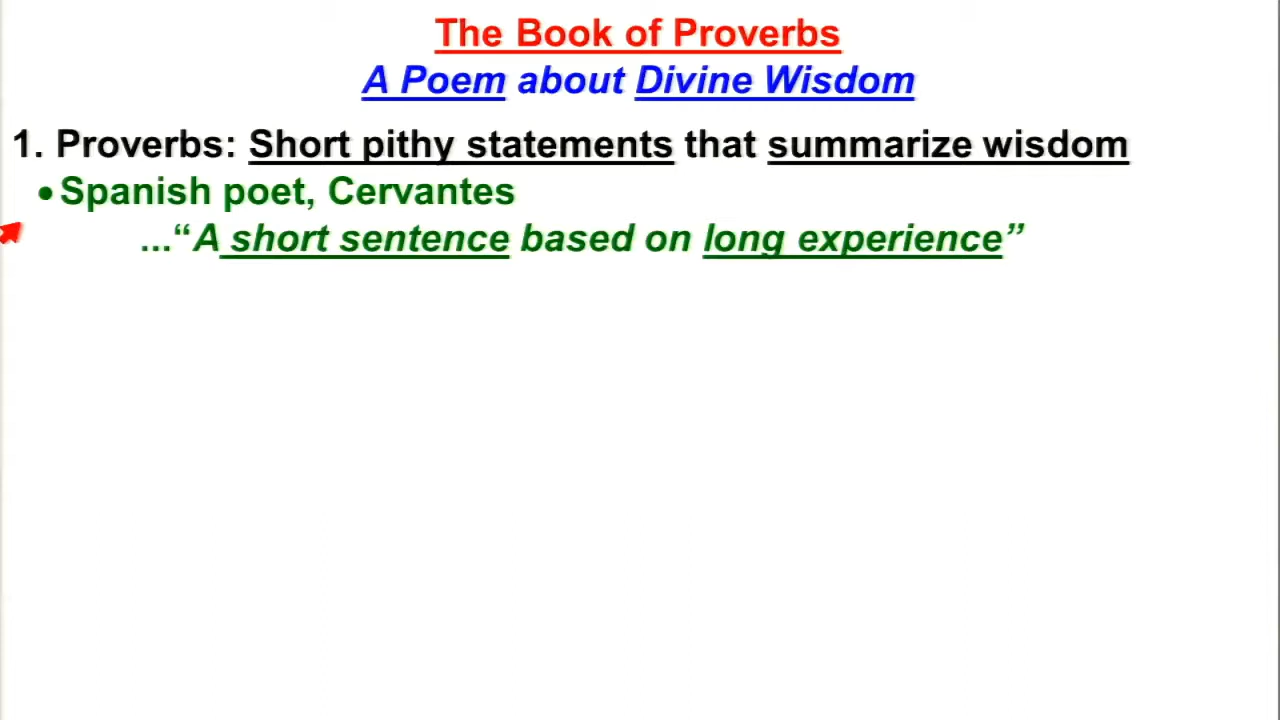 The Book of Proverbs
A Poem about Divine Wisdom
1. Proverbs: Short pithy statements that summarize wisdom
• Spanish poet, Cervantes
...“A short sentence based on long experience”